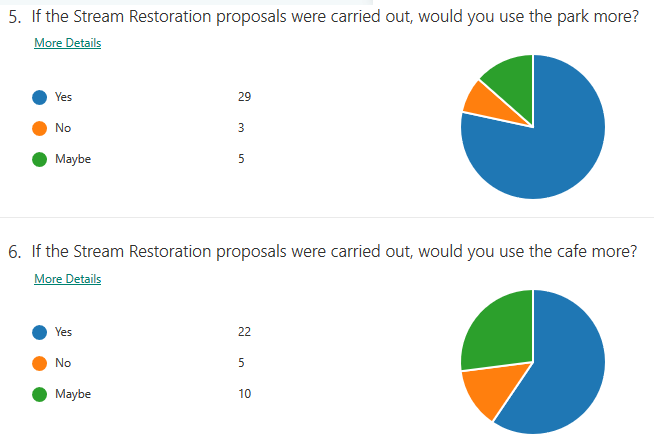 5. If the Stream Restoration proposals were carried out, would you use the park more?
More Details
Yes 29
No 3
Maybe 5
6. If the Stream Restoration proposals were carried out, would you use the cafe more?
More Details
Yes 22
No 5
Maybe 10